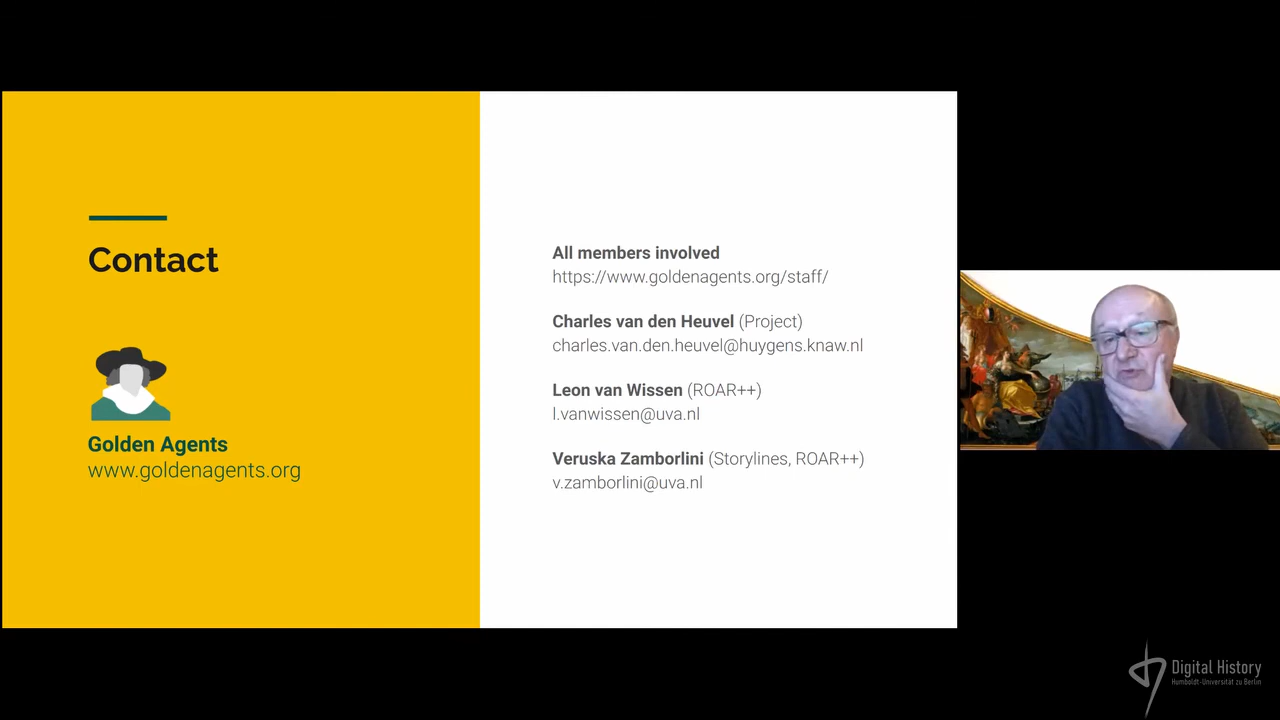 Contact
Golden Agents
www.goldenagents.org
All members involved
https://www.goldenagents.org/staff/
Charles van den Heuvel (Project)
charles.van.den.heuvel@huygens.knaw.nl
Leon van Wissen (ROAR++)
l.vanwissen@uva.nl
Veruska Zamborlini (Storylines, ROAR++)
v.zamborlini@uva.nl
Digital History
Humboldt-Universität zu Berlin